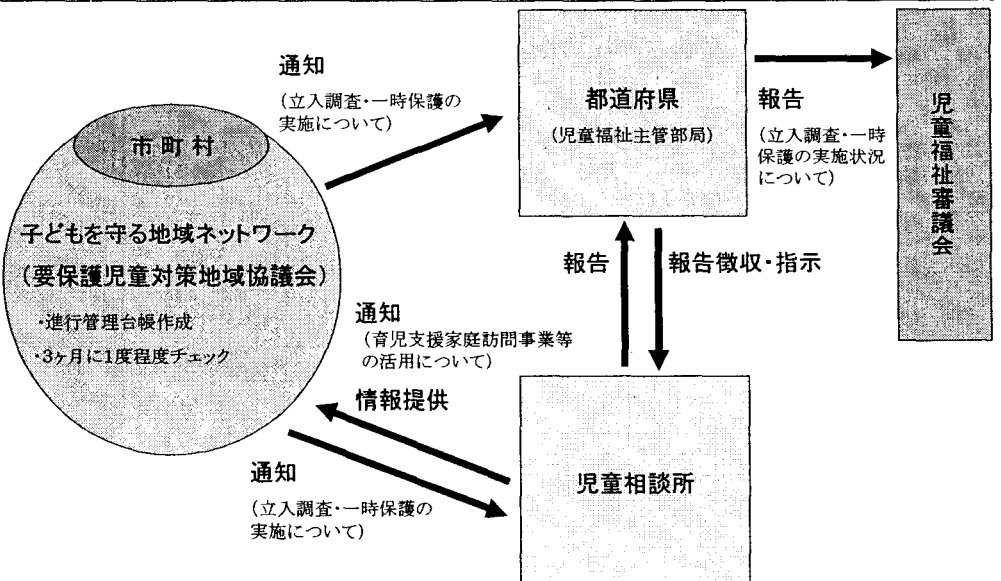 通知
(立入調査・一時保護の
実施について)
市町村
子どもを守る地域ネットワーク
(要保護児童対策地域協議会)
・進行管理台帳作成
・3ヶ月に1度程度チェック
都道府県
(児童福祉主管部局)
報告
(立入調査・一時
保護の実施状況
について)
児童福祉審議会
報告
報告徴収・指示
通知
(育児支援家庭訪問事業等
の活用について)
情報提供
通知
(立入調査・一時保護の
実施について)
児童相談所